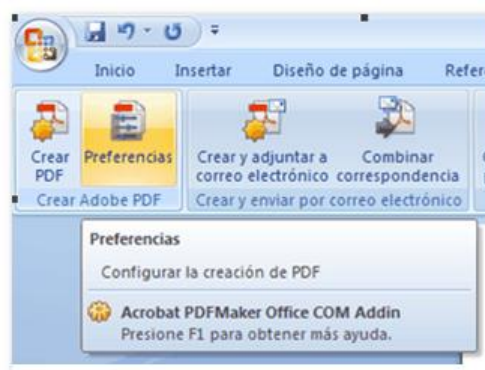 Inicio Insertar Diseño de página
Crear PDF
Preferencias
Crear y adjuntar a correo electrónico
Combinar correspondencia
Crear Adobe PDF
Crear y enviar por correo electrónico
Preferencias
Configurar la creación de PDF
Acrobat PDFMaker Office COM Addin
Presione F1 para obtener más ayuda.